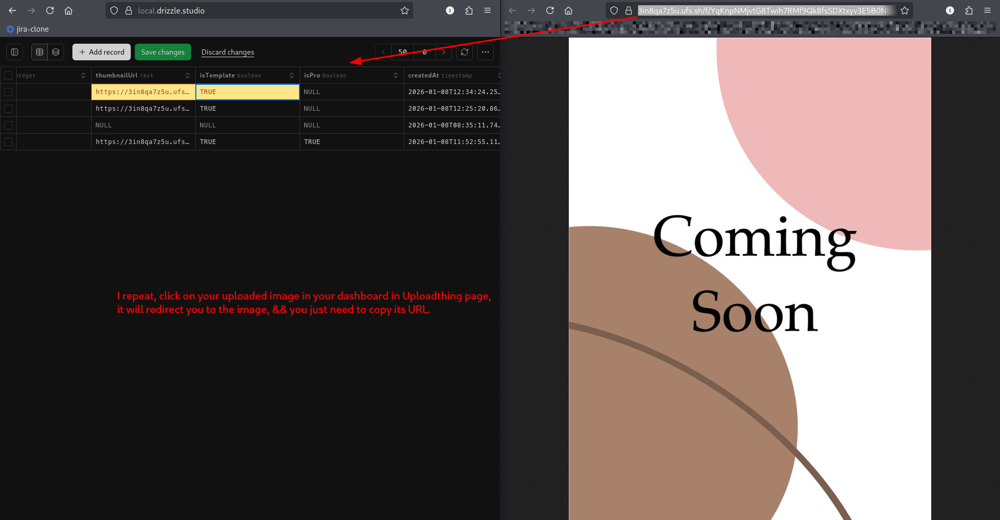 local.drizzle.studio
3in8qa7z5u.ufs.sh/f/YqKnpNMjvtG8Twih7RMf9Qk8fsSDXtxyv3E5B0Nlb
jira-clone
+ Add record
Save changes
Discard changes
50
0
nteger
thumbnailUrl text
isTemplate boolean
isPro boolean
createdAt timestamp
https://3in8qa7z5u.ufs… TRUE NULL 2026-01-08T12:34:24.25…
https://3in8qa7z5u.ufs… TRUE NULL 2026-01-08T12:25:20.86…
NULL NULL NULL 2026-01-08T08:35:11.74…
https://3in8qa7z5u.ufs… TRUE TRUE 2026-01-08T11:52:55.11…
I repeat, click on your uploaded image in your dashboard in Uploadthing page,
it will redirect you to the image, && you just need to copy its URL.
Coming
Soon